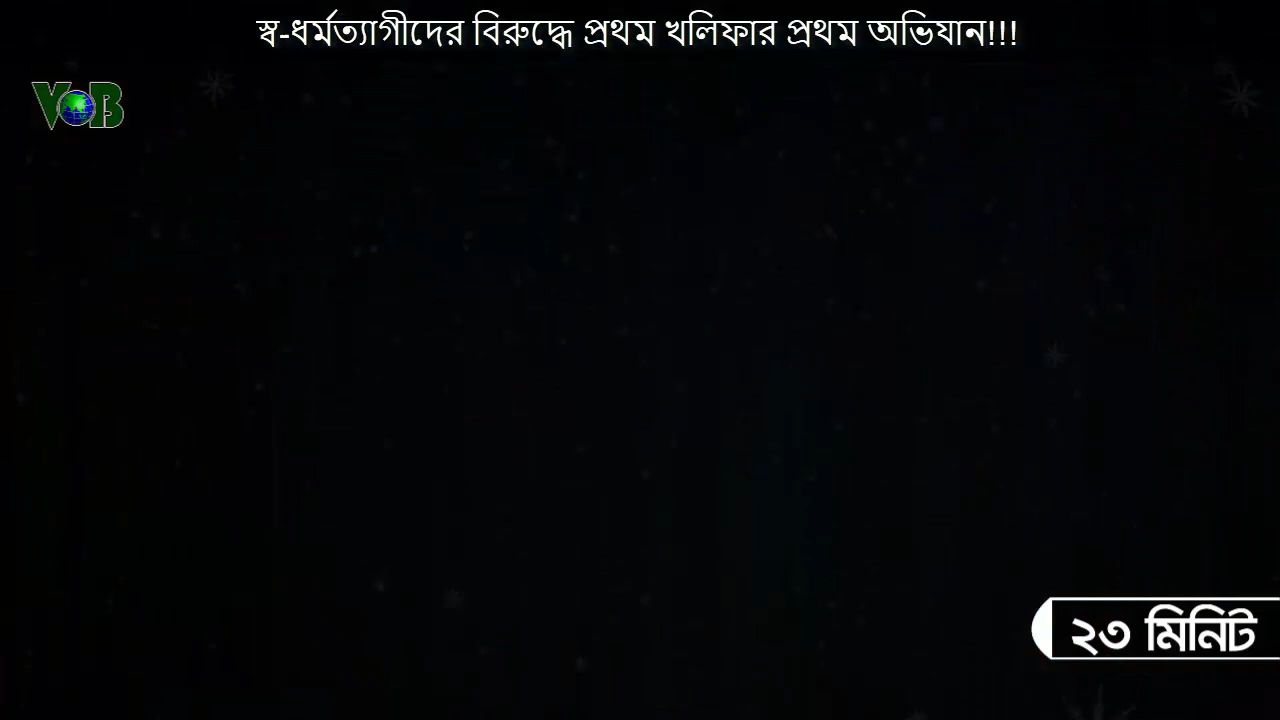 স্ব-ধর্মত্যাগীদের বিরুদ্ধে প্রথম খলিফার প্রথম অভিযান!!!
VOB
২৩ মিনিট